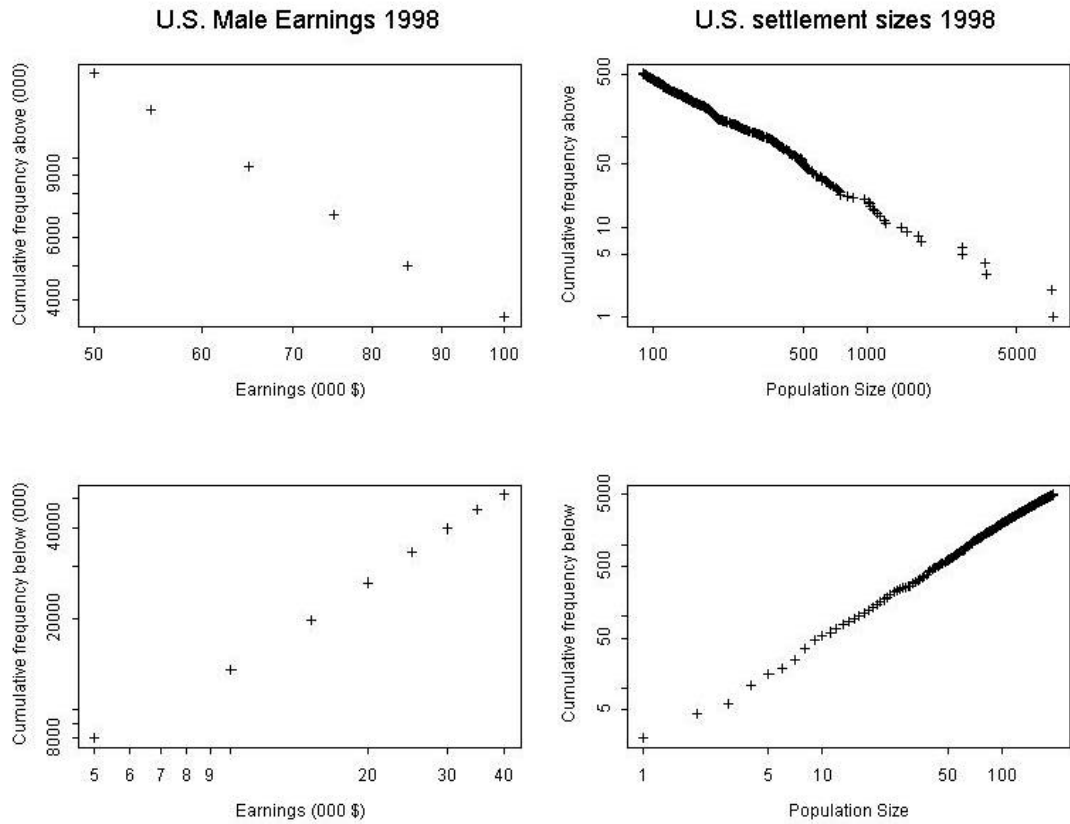 U.S. Male Earnings 1998
Cumulative frequency above (000)
9000
6000
4000
50 60 70 80 90 100
Earnings (000 $)
U.S. settlement sizes 1998
Cumulative frequency above
500
50
10
5
1
100 500 1000 5000
Population Size (000)
Cumulative frequency below (000)
40000
20000
8000
5 6 7 8 9 20 30 40
Earnings (000 $)
Cumulative frequency below
5000
500
50
5
1 5 10 50 100
Population Size